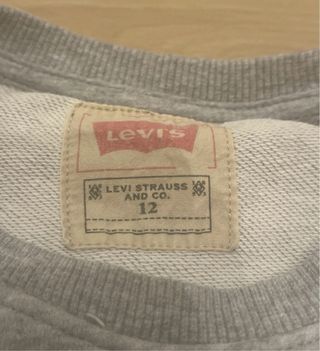 LEVI'S
LEVI STRAUSS
AND CO.
12